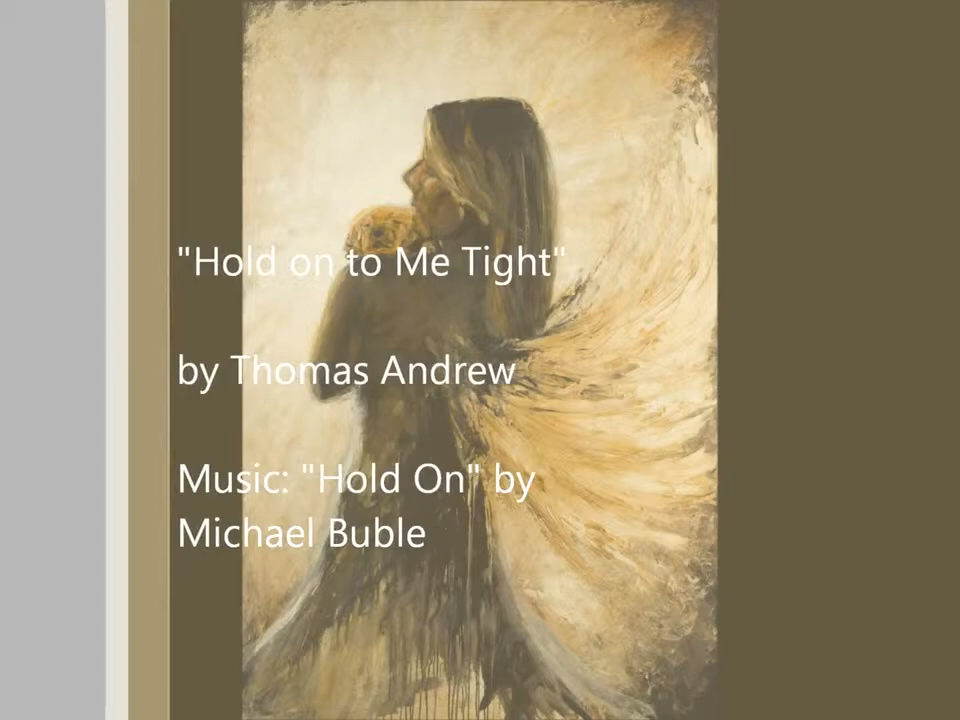 "Hold on to Me Tight"
by Thomas Andrew
Music: "Hold On" by
Michael Buble